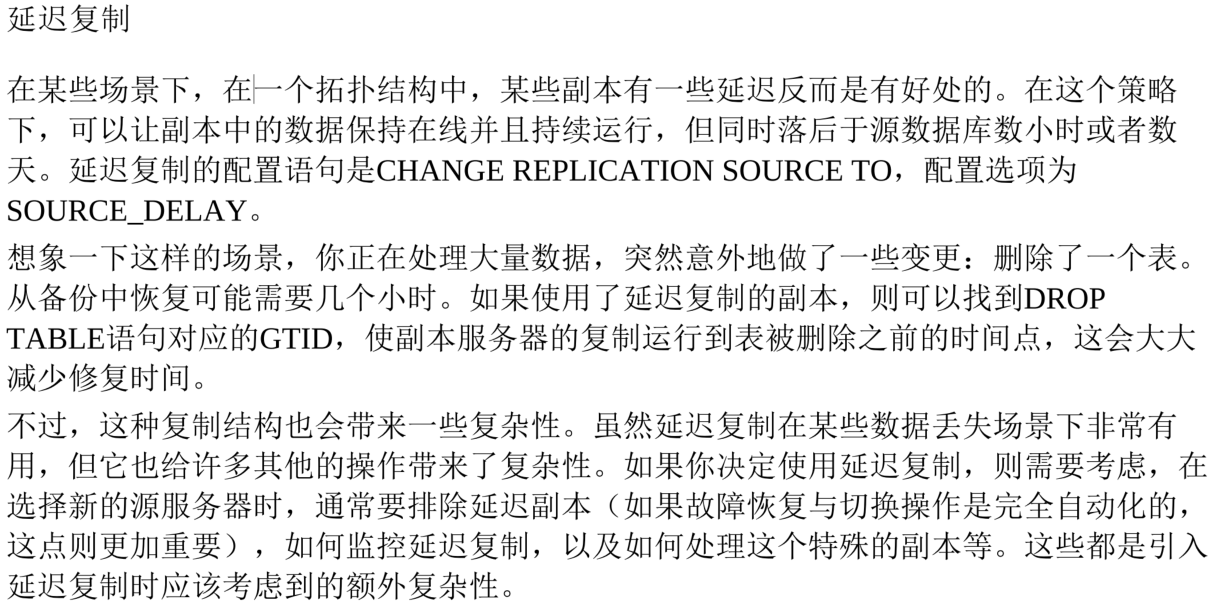 延迟复制
在某些场景下，在一个拓扑结构中，某些副本有一些延迟反而是有好处的。在这个策略
下，可以让副本中的数据保持在线并且持续运行，但同时落后于源数据库数小时或者数
天。延迟复制的配置语句是CHANGE REPLICATION SOURCE TO，配置选项为
SOURCE_DELAY。
想象一下这样的场景，你正在处理大量数据，突然意外地做了一些变更：删除了一个表。
从备份中恢复可能需要几个小时。如果使用了延迟复制的副本，则可以找到DROP
TABLE语句对应的GTID，使副本服务器的复制运行到表被删除之前的时间点，这会大大
减少修复时间。
不过，这种复制结构也会带来一些复杂性。虽然延迟复制在某些数据丢失场景下非常有
用，但它也给许多其他的操作带来了复杂性。如果你决定使用延迟复制，则需要考虑，在
选择新的源服务器时，通常要排除延迟副本（如果故障恢复与切换操作是完全自动化的，
这点则更加重要），如何监控延迟复制，以及如何处理这个特殊的副本等。这些都是引入
延迟复制时应该考虑到的额外复杂性。